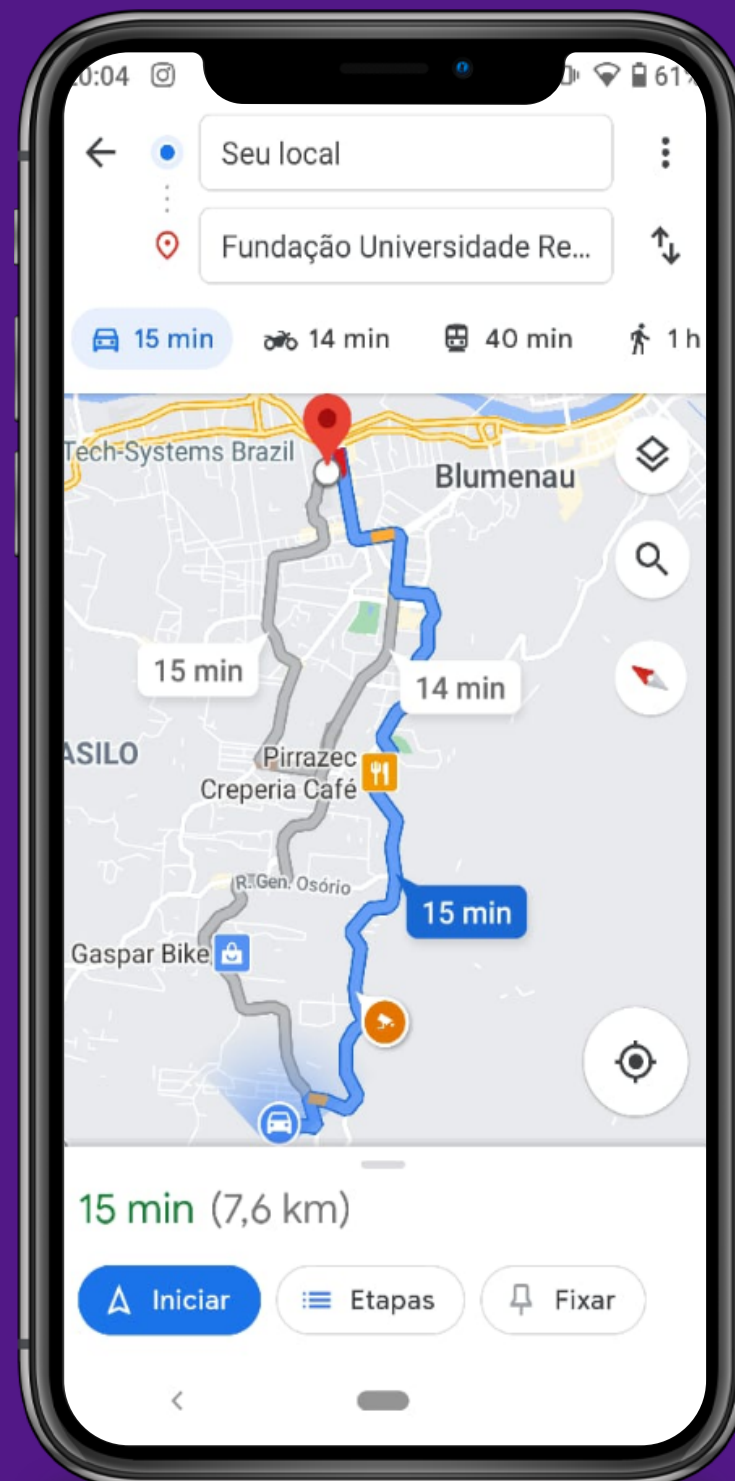 0:04
61%
Seu local
Fundação Universidade Re...
15 min
14 min
40 min
1 h
Tech-Systems Brazil
Blumenau
15 min
14 min
ASILO
Pirrazec
Creperia Café
R. Gen. Osório
15 min
Gaspar Bike
15 min (7,6 km)
Iniciar
Etapas
Fixar